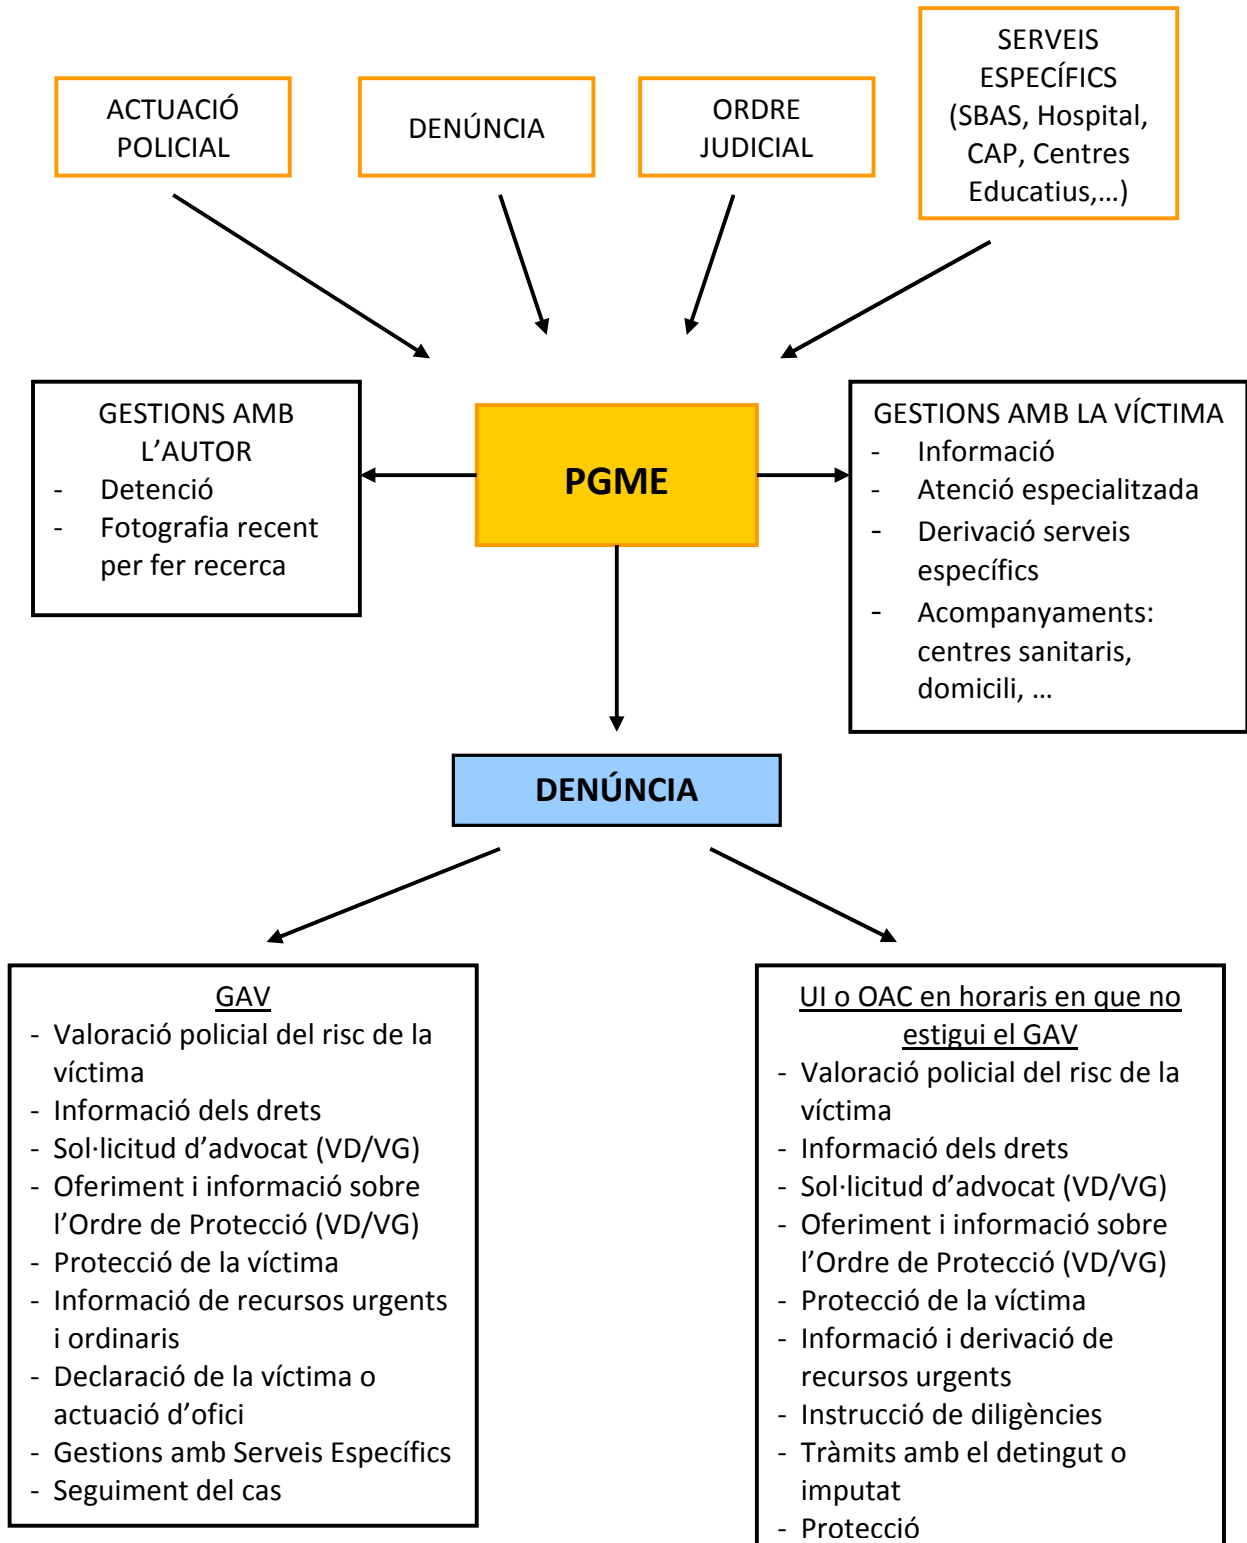 ACTUACIÓ
POLICIAL
DENÚNCIA
ORDRE
JUDICIAL
SERVEIS
ESPECÍFICS
(SBAS, Hospital,
CAP, Centres
Educatius,...)
GESTIONS AMB
L’AUTOR
- Detenció
- Fotografia recent
per fer recerca
PGME
GESTIONS AMB LA VÍCTIMA
- Informació
- Atenció especialitzada
- Derivació serveis
específics
- Acompanyaments:
centres sanitaris,
domicili, ...
DENÚNCIA
GAV
- Valoració policial del risc de la
víctima
- Informació dels drets
- Sol·licitud d’advocat (VD/VG)
- Oferiment i informació sobre
l’Ordre de Protecció (VD/VG)
- Protecció de la víctima
- Informació de recursos urgents
i ordinaris
- Declaració de la víctima o
actuació d’ofici
- Gestions amb Serveis Específics
- Seguiment del cas
UI o OAC en horaris en que no
estigui el GAV
- Valoració policial del risc de la
víctima
- Informació dels drets
- Sol·licitud d’advocat (VD/VG)
- Oferiment i informació sobre
l’Ordre de Protecció (VD/VG)
- Protecció de la víctima
- Informació i derivació de
recursos urgents
- Instrucció de diligències
- Tràmits amb el detingut o
imputat
- Protecció